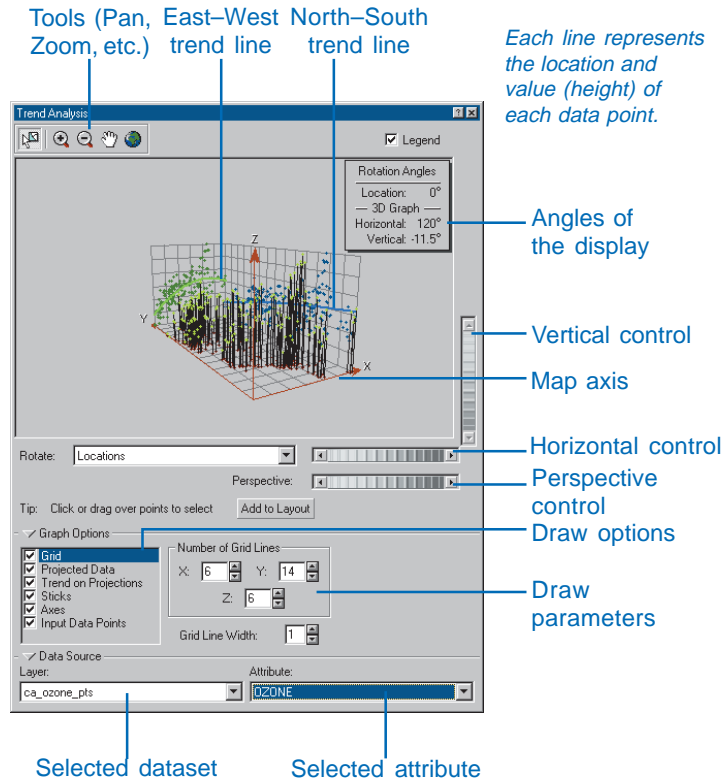 Tools (Pan, Zoom, etc.)
East–West trend line
North–South trend line
Each line represents
the location and
value (height) of
each data point.
Trend Analysis
Legend
Rotation Angles
Location: 0°
3D Graph
Horizontal: 120°
Vertical: -11.5°
Angles of
the display
Z
Y
X
Vertical control
Map axis
Rotate: Locations
Horizontal control
Perspective:
Perspective
control
Tip: Click or drag over points to select
Add to Layout
Draw options
Graph Options
Grid
Projected Data
Trend on Projections
Sticks
Axes
Input Data Points
Number of Grid Lines
X: 6 Y: 14
Z: 6
Grid Line Width: 1
Draw
parameters
Data Source
Layer: Attribute:
ca_ozone_pts OZONE
Selected dataset Selected attribute